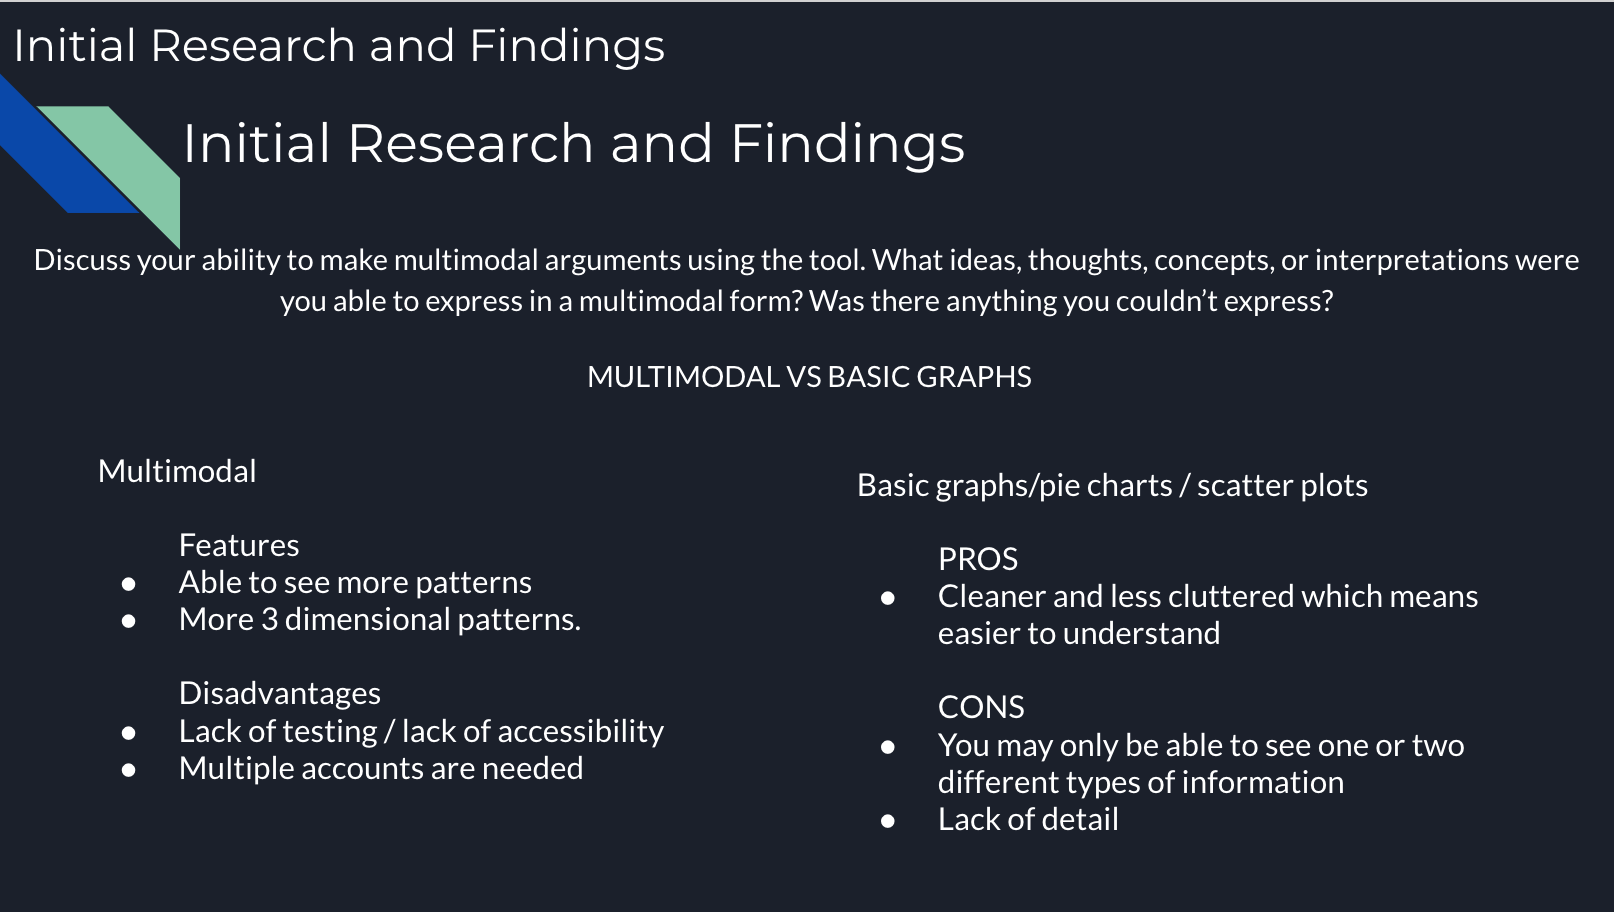 Initial Research and Findings
Initial Research and Findings
Discuss your ability to make multimodal arguments using the tool. What ideas, thoughts, concepts, or interpretations were
you able to express in a multimodal form? Was there anything you couldn’t express?
MULTIMODAL VS BASIC GRAPHS
Multimodal
Features
● Able to see more patterns
● More 3 dimensional patterns.
Disadvantages
● Lack of testing / lack of accessibility
● Multiple accounts are needed
Basic graphs/pie charts / scatter plots
PROS
● Cleaner and less cluttered which means
easier to understand
CONS
● You may only be able to see one or two
different types of information
● Lack of detail